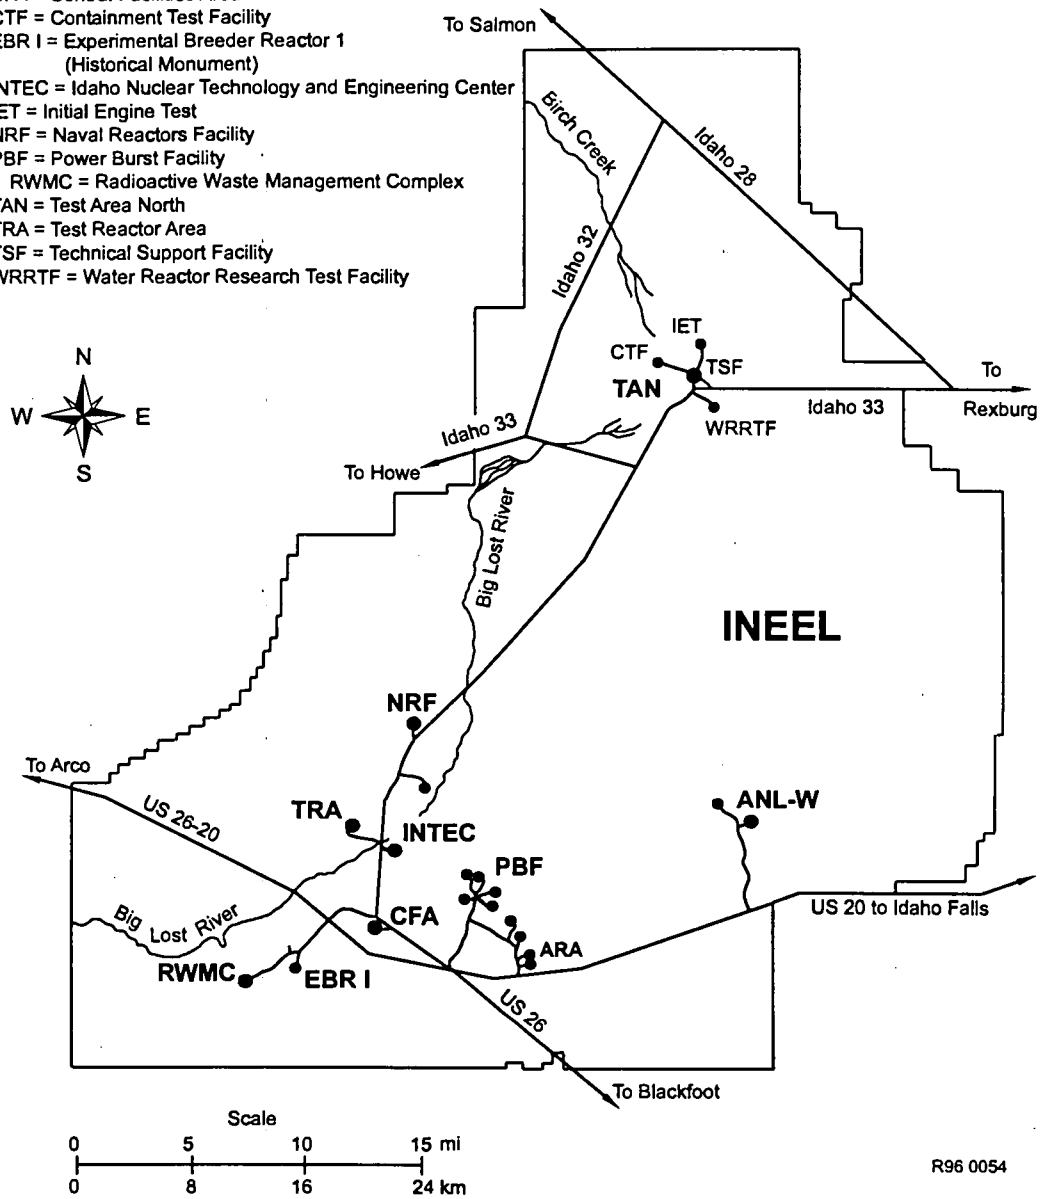 CTF = Containment Test Facility
EBR I = Experimental Breeder Reactor 1
(Historical Monument)
INTEC = Idaho Nuclear Technology and Engineering Center
IET = Initial Engine Test
NRF = Naval Reactors Facility
PBF = Power Burst Facility
RWMC = Radioactive Waste Management Complex
TAN = Test Area North
TRA = Test Reactor Area
TSF = Technical Support Facility
WRRTF = Water Reactor Research Test Facility
To Salmon
Birch Creek
Idaho 28
Idaho 32
IET
CTF
TSF
TAN
To
Rexburg
Idaho 33
WRRTF
N
W
E
S
Idaho 33
To Howe
Big Lost River
INEEL
NRF
To Arco
US 26-20
TRA
INTEC
ANL-W
PBF
CFA
Big Lost River
US 20 to Idaho Falls
ARA
RWMC
EBR I
US 26
To Blackfoot
Scale
0 5 10 15 mi
0 8 16 24 km
R96 0054